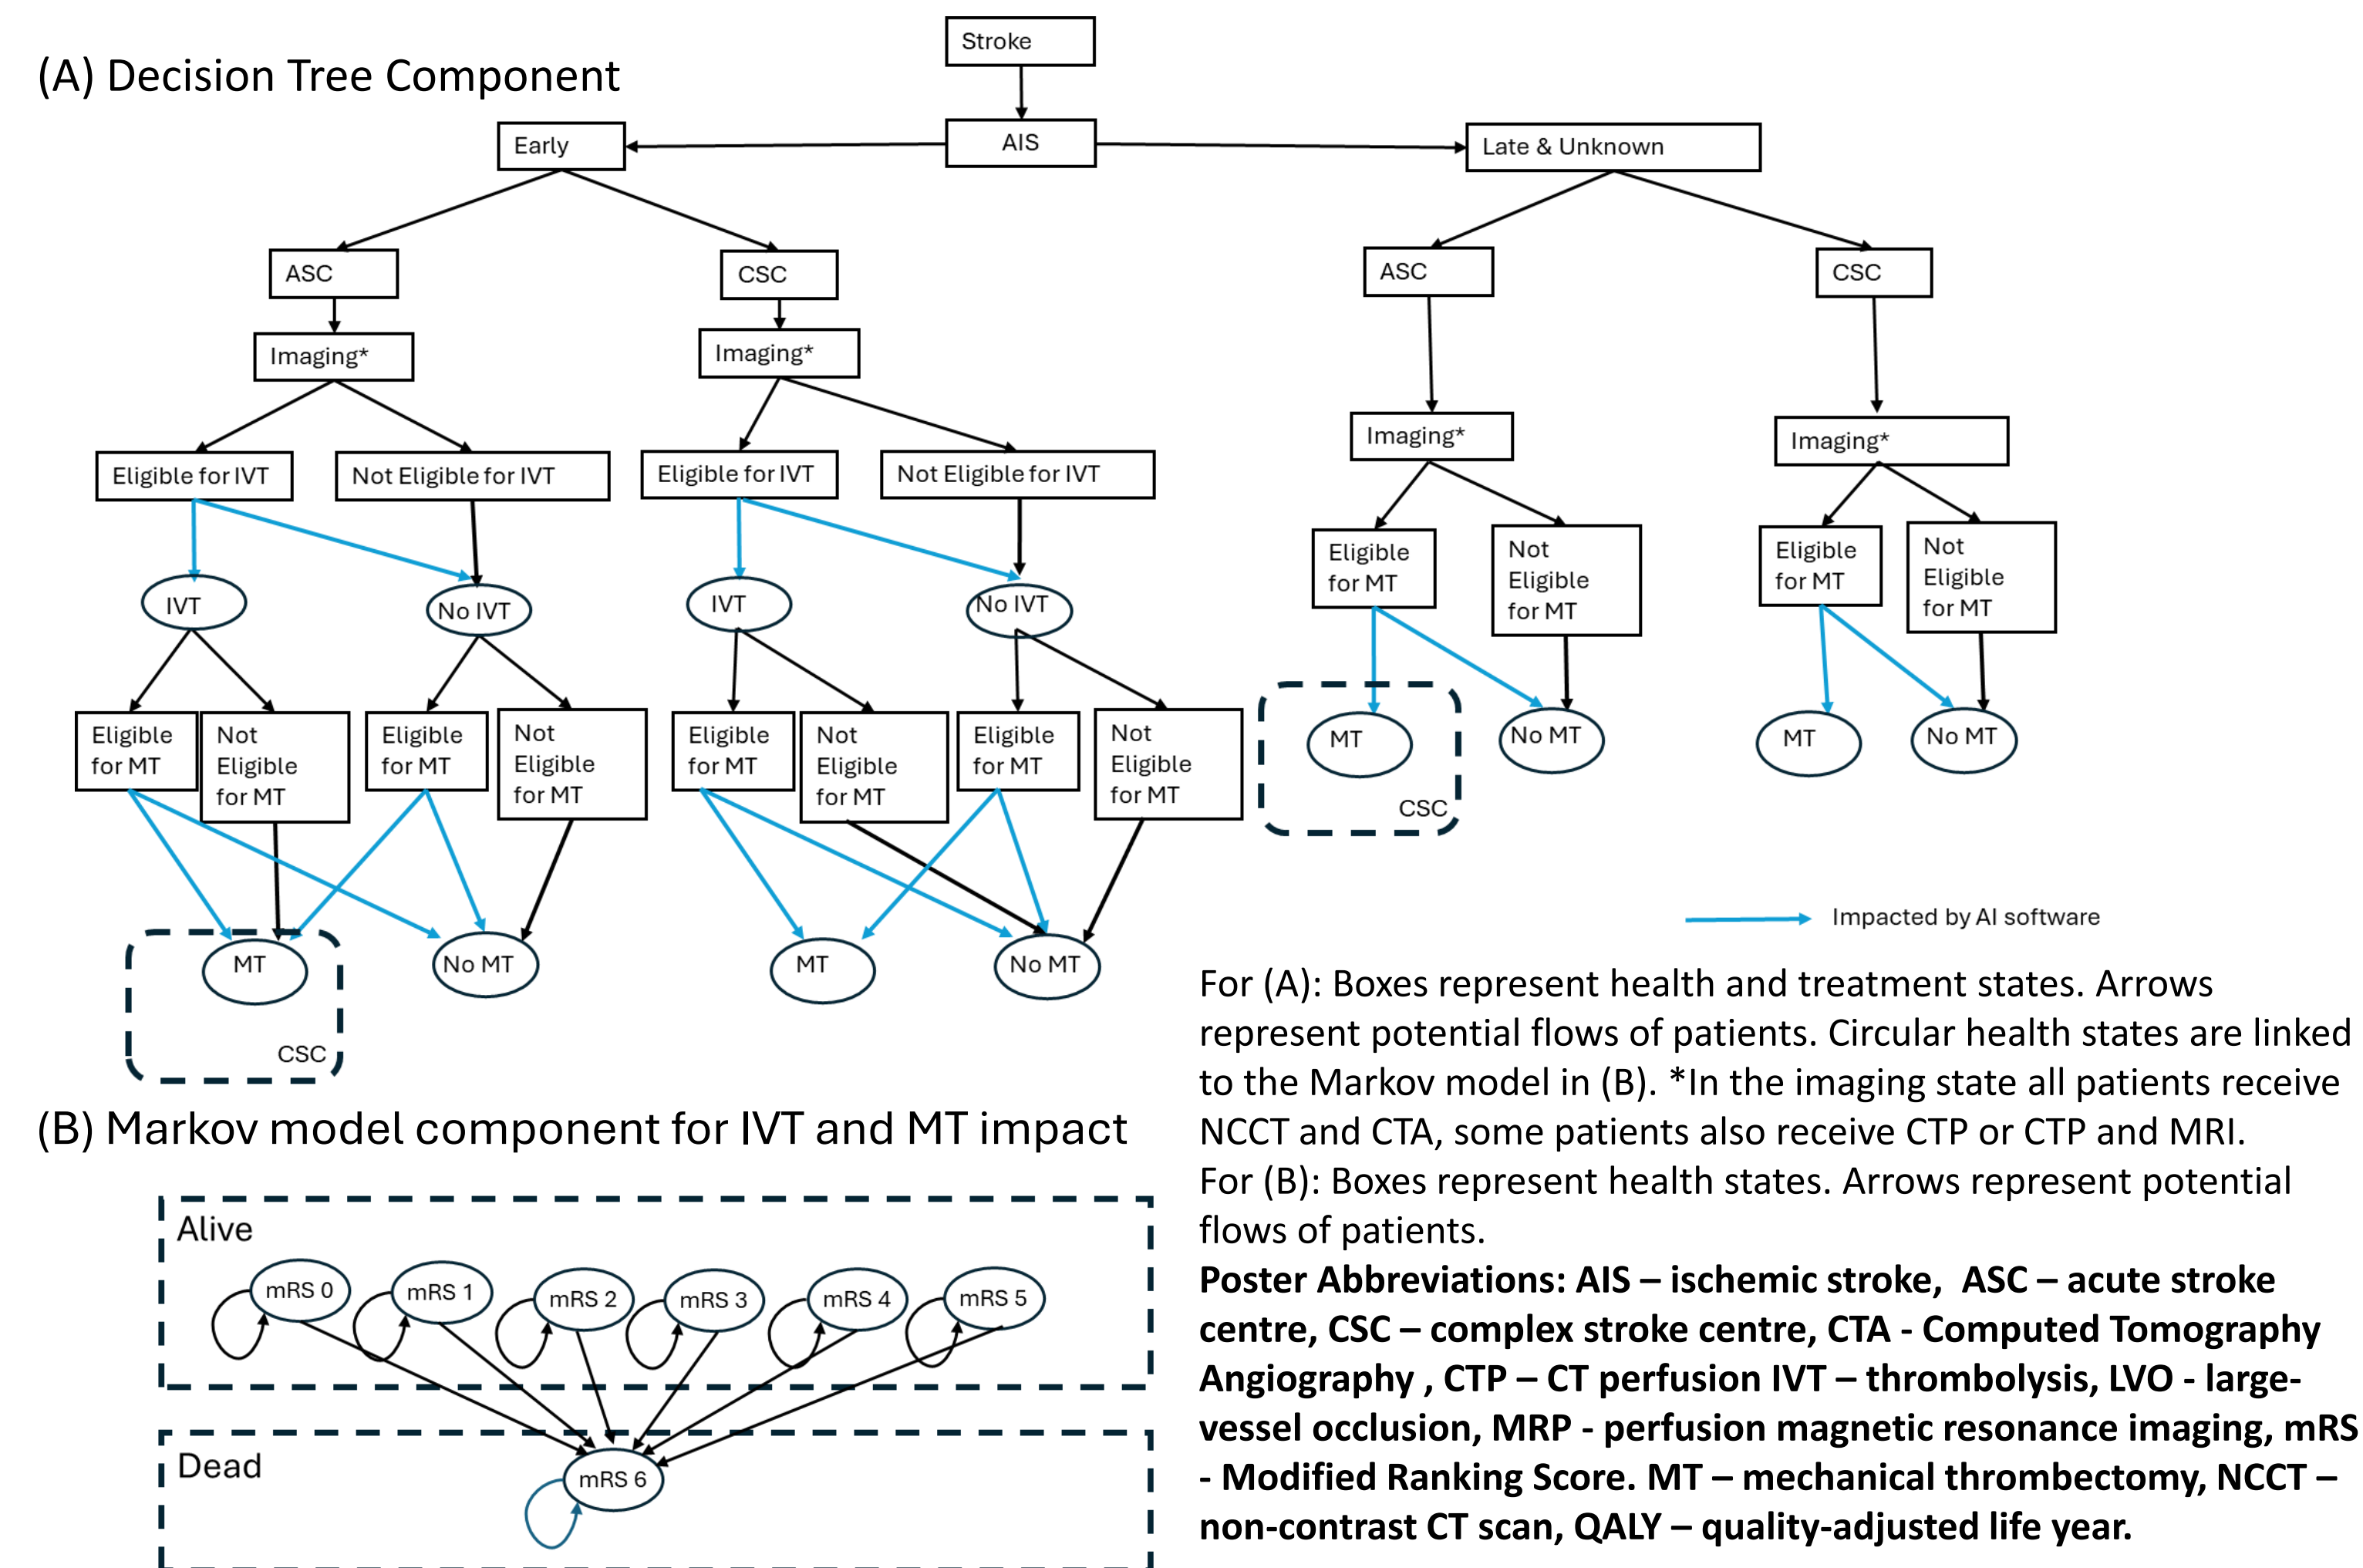 Stroke
(A) Decision Tree Component
Early
AIS
Late & Unknown
ASC
CSC
ASC
CSC
Imaging*
Imaging*
Imaging*
Imaging*
Eligible for IVT
Not Eligible for IVT
Eligible for IVT
Not Eligible for IVT
Eligible
for MT
Not
Eligible
for MT
Eligible
for MT
Not
Eligible
for MT
IVT
No IVT
IVT
No IVT
Eligible
for MT
Not
Eligible
for MT
Eligible
for MT
Not
Eligible
for MT
Eligible
for MT
Not
Eligible
for MT
Eligible
for MT
Not
Eligible
for MT
MT
No MT
MT
No MT
CSC
MT
No MT
MT
No MT
CSC
Impacted by AI software
For (A): Boxes represent health and treatment states. Arrows
represent potential flows of patients. Circular health states are linked
to the Markov model in (B). *In the imaging state all patients receive
NCCT and CTA, some patients also receive CTP or CTP and MRI.
For (B): Boxes represent health states. Arrows represent potential
flows of patients.
Poster Abbreviations: AIS – ischemic stroke, ASC – acute stroke
centre, CSC – complex stroke centre, CTA - Computed Tomography
Angiography , CTP – CT perfusion IVT – thrombolysis, LVO - large-
vessel occlusion, MRP - perfusion magnetic resonance imaging, mRS
- Modified Ranking Score. MT – mechanical thrombectomy, NCCT –
non-contrast CT scan, QALY – quality-adjusted life year.
(B) Markov model component for IVT and MT impact
Alive
mRS 0
mRS 1
mRS 2
mRS 3
mRS 4
mRS 5
Dead
mRS 6